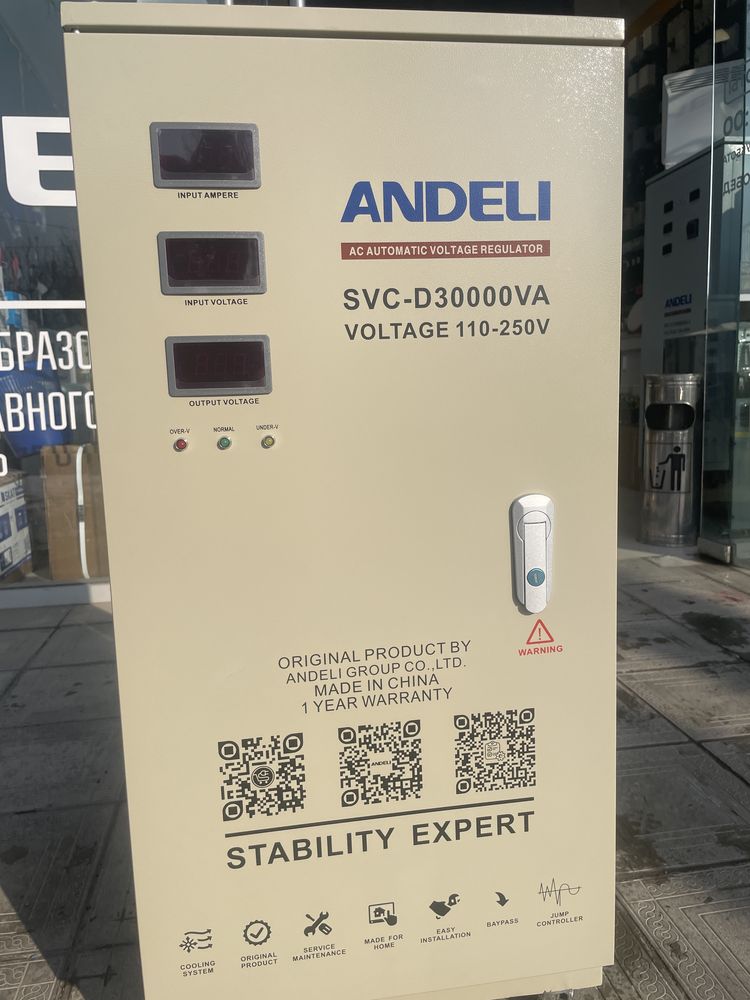 INPUT AMPERE
INPUT VOLTAGE
OUTPUT VOLTAGE
OVER-V
NORMAL
UNDER-V
ANDELI
AC AUTOMATIC VOLTAGE REGULATOR
SVC-D30000VA
VOLTAGE 110-250V
WARNING
ORIGINAL PRODUCT BY
ANDELI GROUP CO.,LTD.
MADE IN CHINA
1 YEAR WARRANTY
ANDELI
STABILITY EXPERT
COOLING
SYSTEM
ORIGINAL
PRODUCT
SERVICE
MAINTENANCE
MADE FOR
HOME
EASY
INSTALLATION
BAYPASS
JUMP
CONTROLLER
E
ANDELI